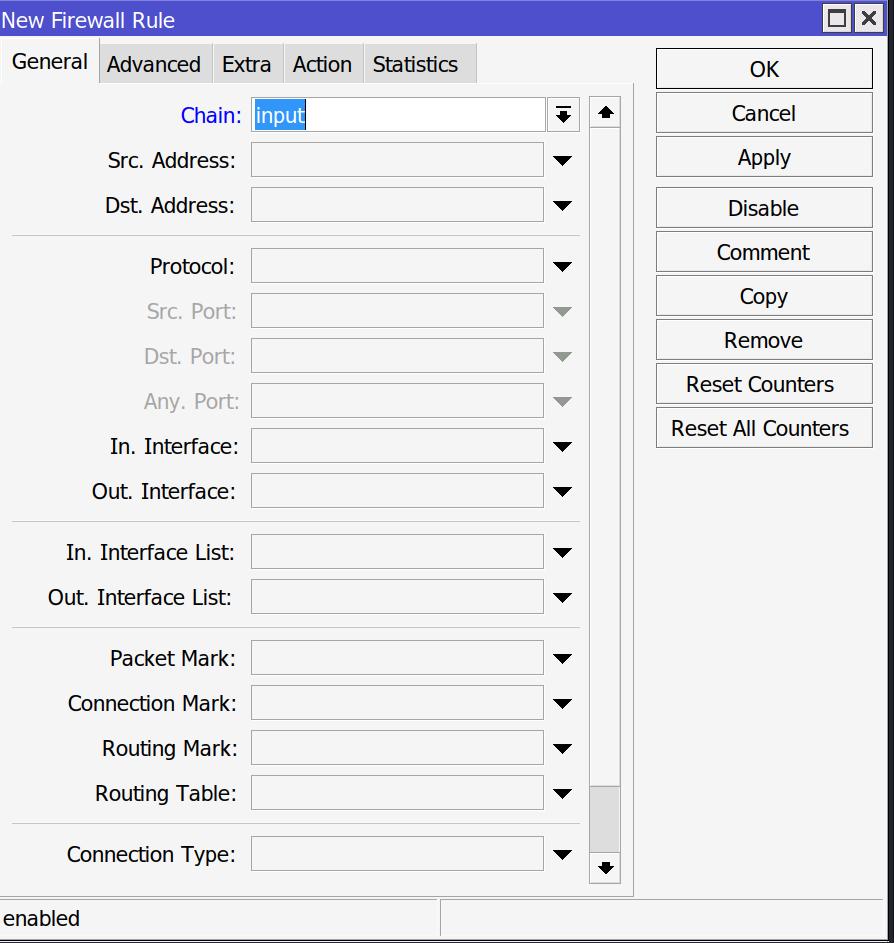 New Firewall Rule
General Advanced Extra Action Statistics
Chain: input
Src. Address:
Dst. Address:
Protocol:
Src. Port:
Dst. Port:
Any. Port:
In. Interface:
Out. Interface:
In. Interface List:
Out. Interface List:
Packet Mark:
Connection Mark:
Routing Mark:
Routing Table:
Connection Type:
OK
Cancel
Apply
Disable
Comment
Copy
Remove
Reset Counters
Reset All Counters
enabled